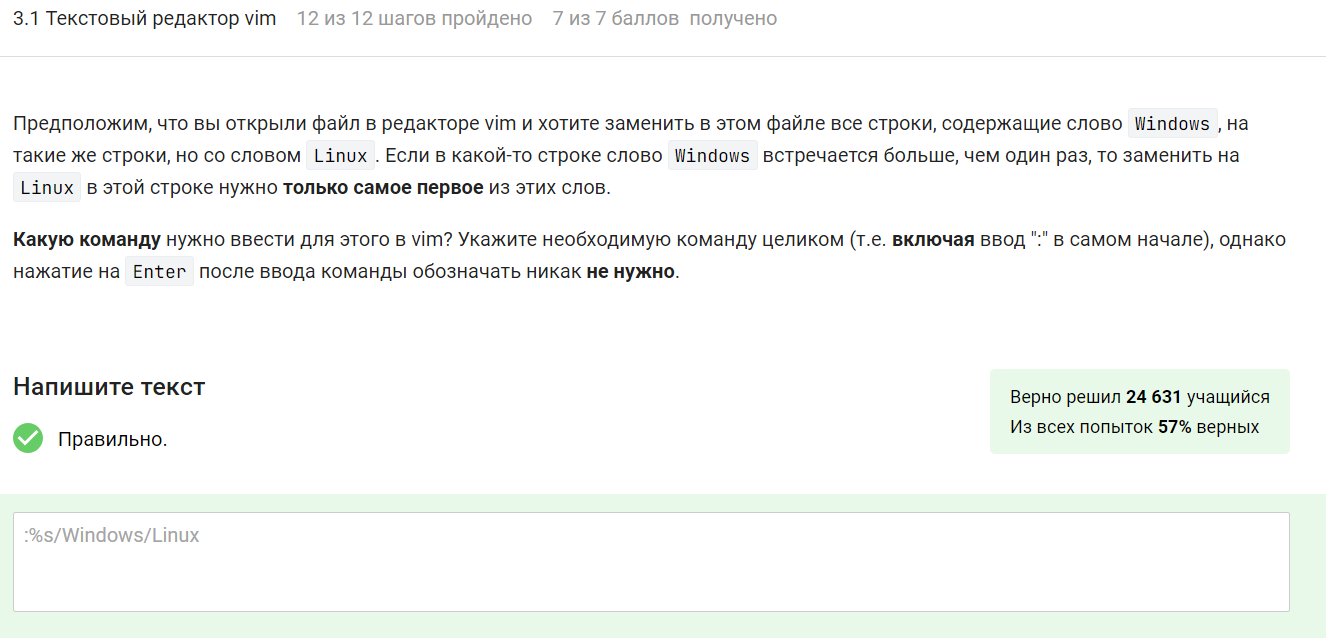 3.1 Текстовый редактор vim 12 из 12 шагов пройдено 7 из 7 баллов получено
Предположим, что вы открыли файл в редакторе vim и хотите заменить в этом файле все строки, содержащие слово Windows, на
такие же строки, но со словом Linux. Если в какой-то строке слово Windows встречается больше, чем один раз, то заменить на
Linux в этой строке нужно только самое первое из этих слов.
Какую команду нужно ввести для этого в vim? Укажите необходимую команду целиком (т.е. включая ввод ":" в самом начале), однако
нажатие на Enter после ввода команды обозначать никак не нужно.
Напишите текст
Верно решил 24 631 учащийся
Из всех попыток 57% верных
Правильно.
:%s/Windows/Linux